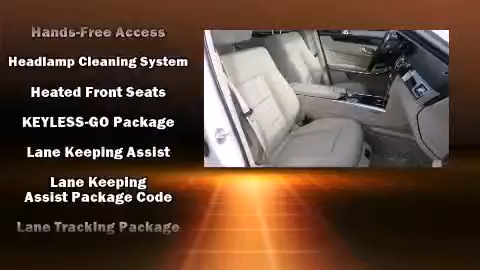 Hands-Free Access
Headlamp Cleaning System
Heated Front Seats
KEYLESS-GO Package
Lane Keeping Assist
Lane Keeping
Assist Package Code
Lane Tracking Package